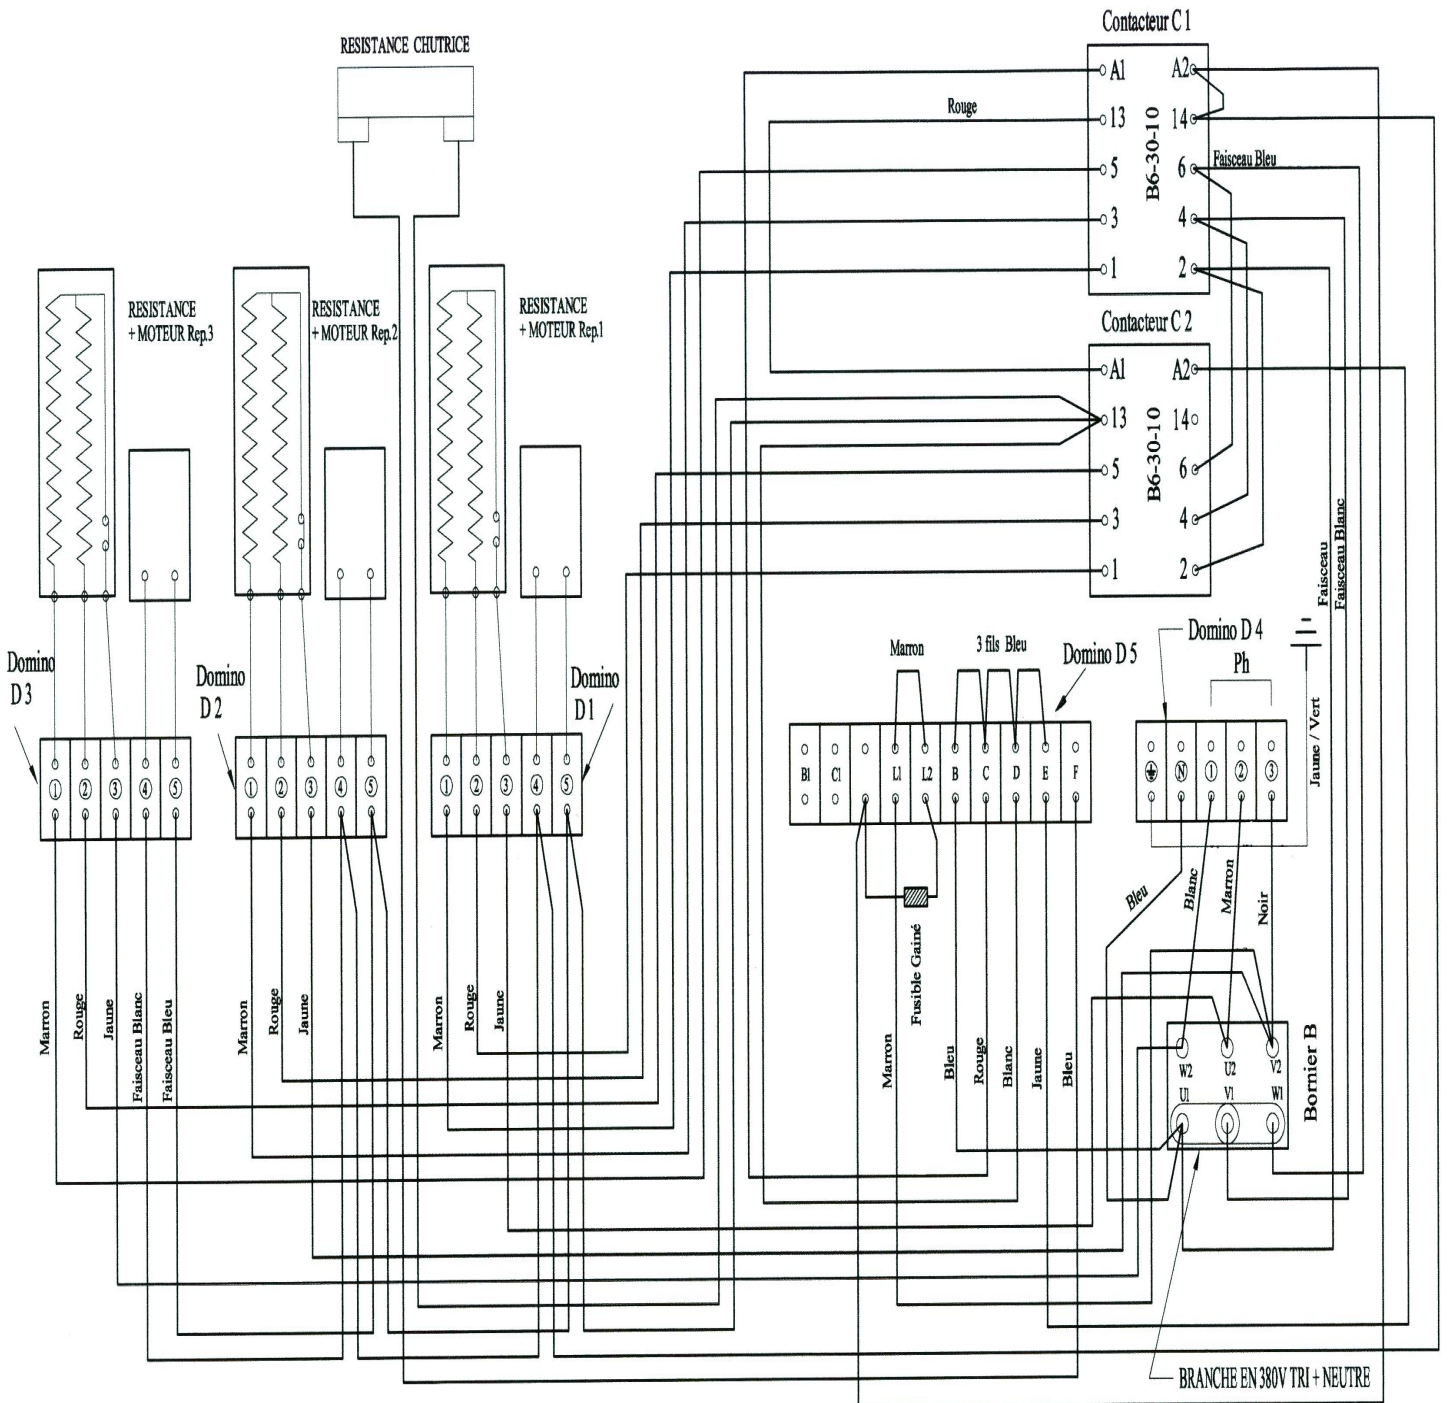 Contacteur C 1
RESISTANCE CHUTRICE
A1
A2
Rouge
13
14
B6-30-10
5
6
Faisceau Bleu
3
4
1
2
RESISTANCE
+ MOTEUR Rep.3
RESISTANCE
+ MOTEUR Rep.2
RESISTANCE
+ MOTEUR Rep.1
Contacteur C 2
A1
A2
13
14
B6-30-10
5
6
3
4
1
2
Faisceau
Faisceau Blanc
Domino
D 3
Domino
D 2
Domino
D 1
Marron
3 fils Bleu
Domino D 5
Domino D 4
Ph
Jaune / Vert
1
2
3
4
5
1
2
3
4
5
1
2
3
4
5
B1
C1
L1
L2
B
C
D
E
F
N
1
2
3
Bleu
Blanc
Marron
Noir
Fusible Gainé
Marron
Rouge
Jaune
Faisceau Blanc
Faisceau Bleu
Marron
Rouge
Jaune
Marron
Rouge
Jaune
Marron
Bleu
Rouge
Blanc
Jaune
Bleu
W2
U2
V2
U1
V1
W1
Bornier B
BRANCHE EN 380V TRI + NEUTRE